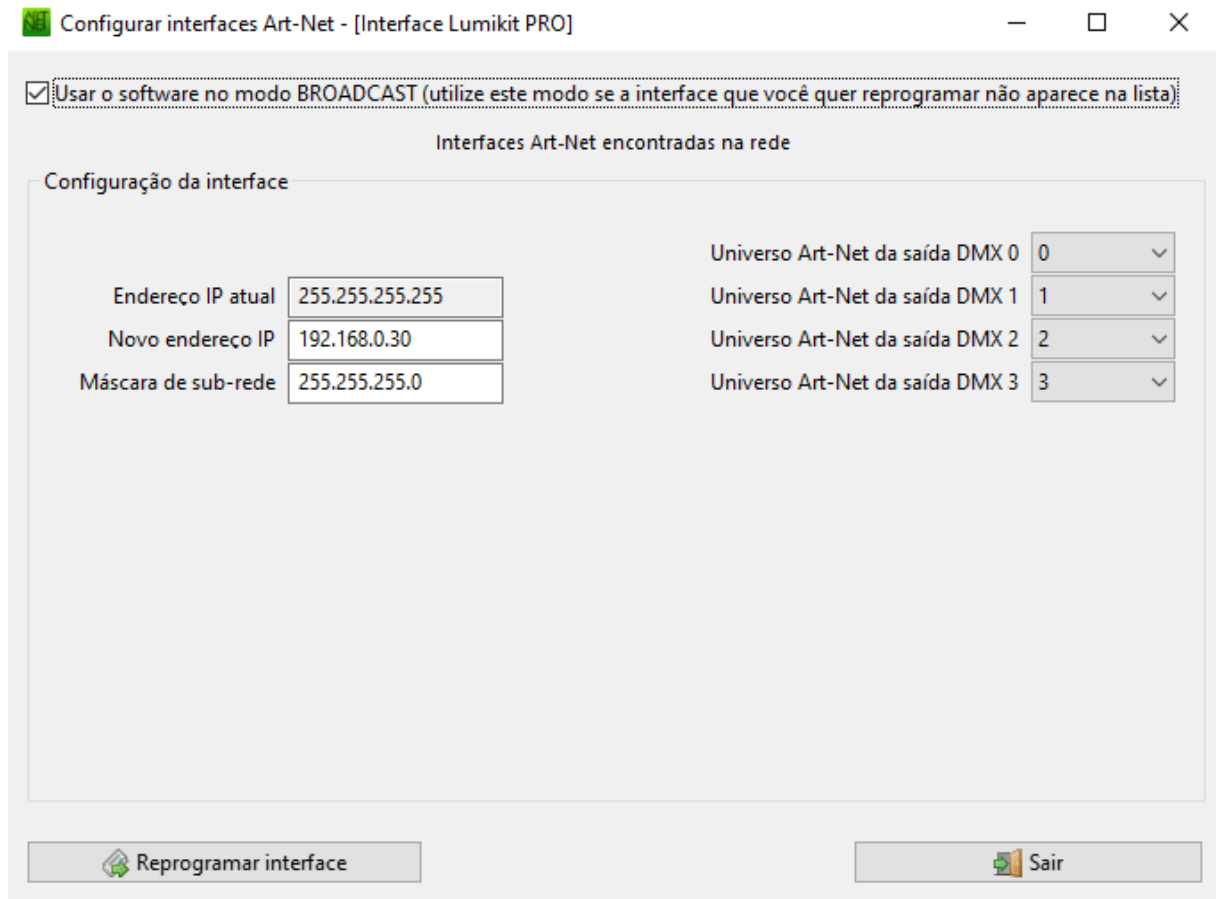 Configurar interfaces Art-Net - [Interface Lumikit PRO]
Usar o software no modo BROADCAST (utilize este modo se a interface que você quer reprogramar não aparece na lista)
Interfaces Art-Net encontradas na rede
Configuração da interface
Universo Art-Net da saída DMX 0 0
Endereço IP atual 255.255.255.255 Universo Art-Net da saída DMX 1 1
Novo endereço IP 192.168.0.30 Universo Art-Net da saída DMX 2 2
Máscara de sub-rede 255.255.255.0 Universo Art-Net da saída DMX 3 3
Reprogramar interface Sair